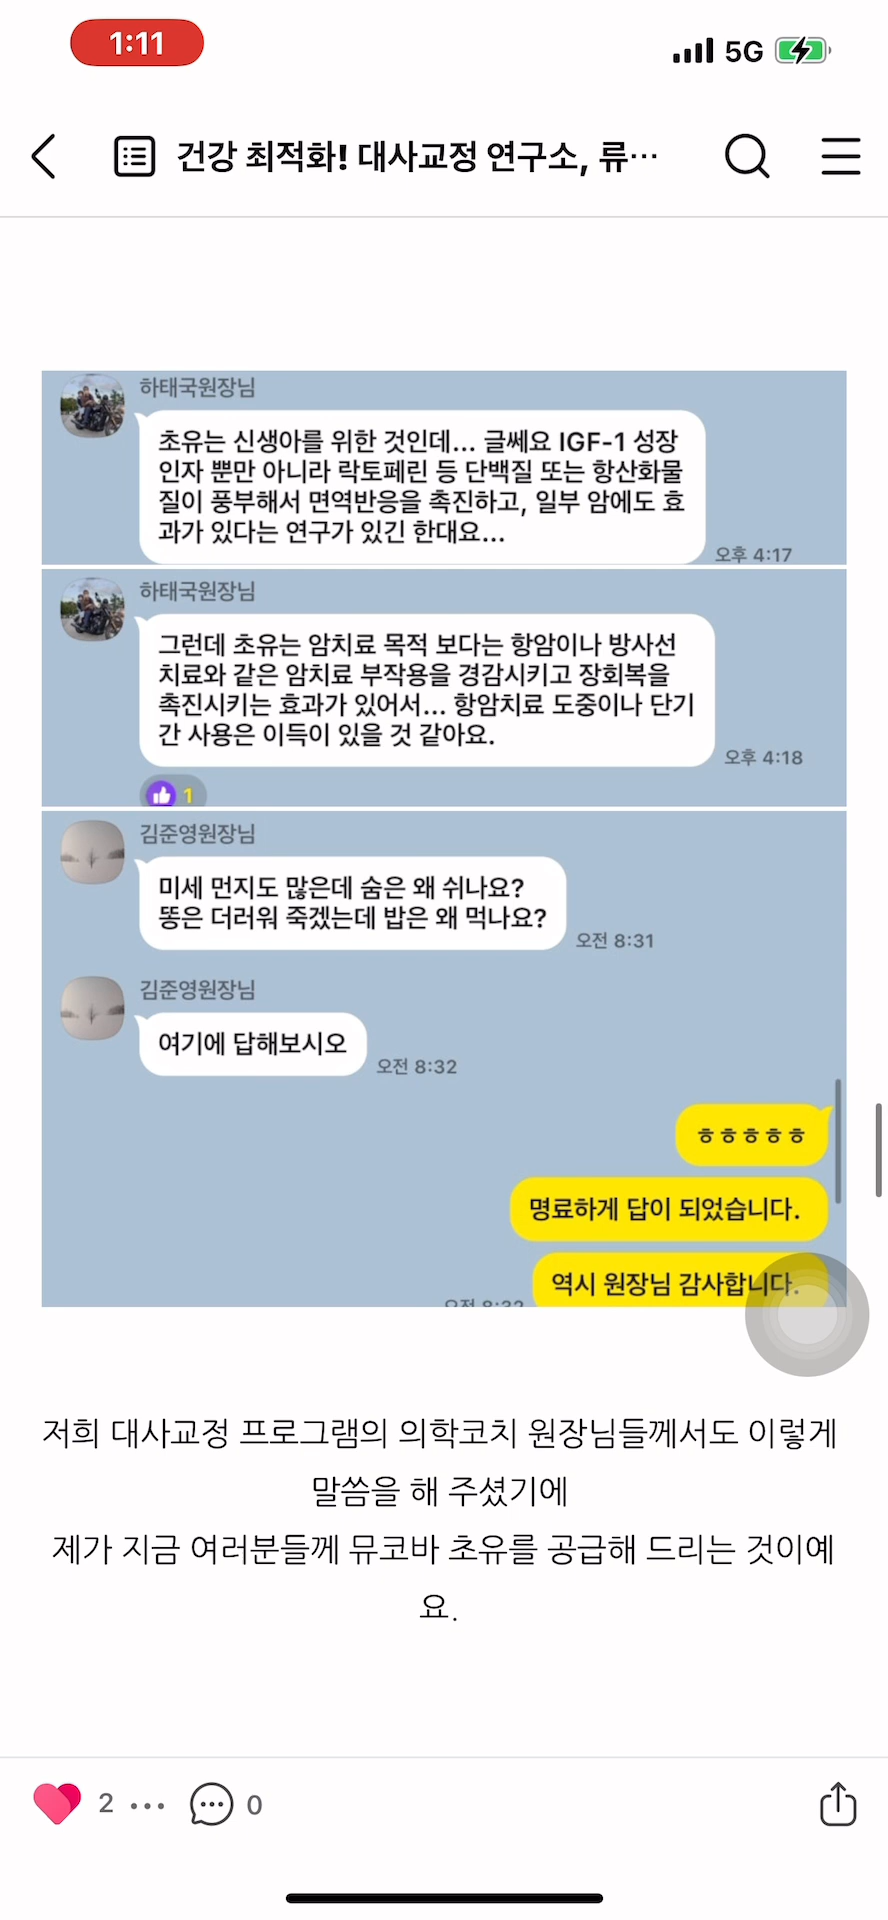 1:11
5G
건강 최적화! 대사교정 연구소, 류…
하태국원장님
초유는 신생아를 위한 것인데... 글쎄요 IGF-1 성장
인자 뿐만 아니라 락토페린 등 단백질 또는 항산화물
질이 풍부해서 면역반응을 촉진하고, 일부 암에도 효
과가 있다는 연구가 있긴 한대요...
오후 4:17
하태국원장님
그런데 초유는 암치료 목적 보다는 항암이나 방사선
치료와 같은 암치료 부작용을 경감시키고 장회복을
촉진시키는 효과가 있어서... 항암치료 도중이나 단기
간 사용은 이득이 있을 것 같아요.
오후 4:18
1
김준영원장님
미세 먼지도 많은데 숨은 왜 쉬나요?
똥은 더러워 죽겠는데 밥은 왜 먹나요?
오전 8:31
김준영원장님
여기에 답해보시오
오전 8:32
ㅎㅎㅎㅎㅎ
명료하게 답이 되었습니다.
역시 원장님 감사합니다.
오전 8:32
저희 대사교정 프로그램의 의학코치 원장님들께서도 이렇게
말씀을 해 주셨기에
제가 지금 여러분들께 뮤코바 초유를 공급해 드리는 것이예
요.
2
0